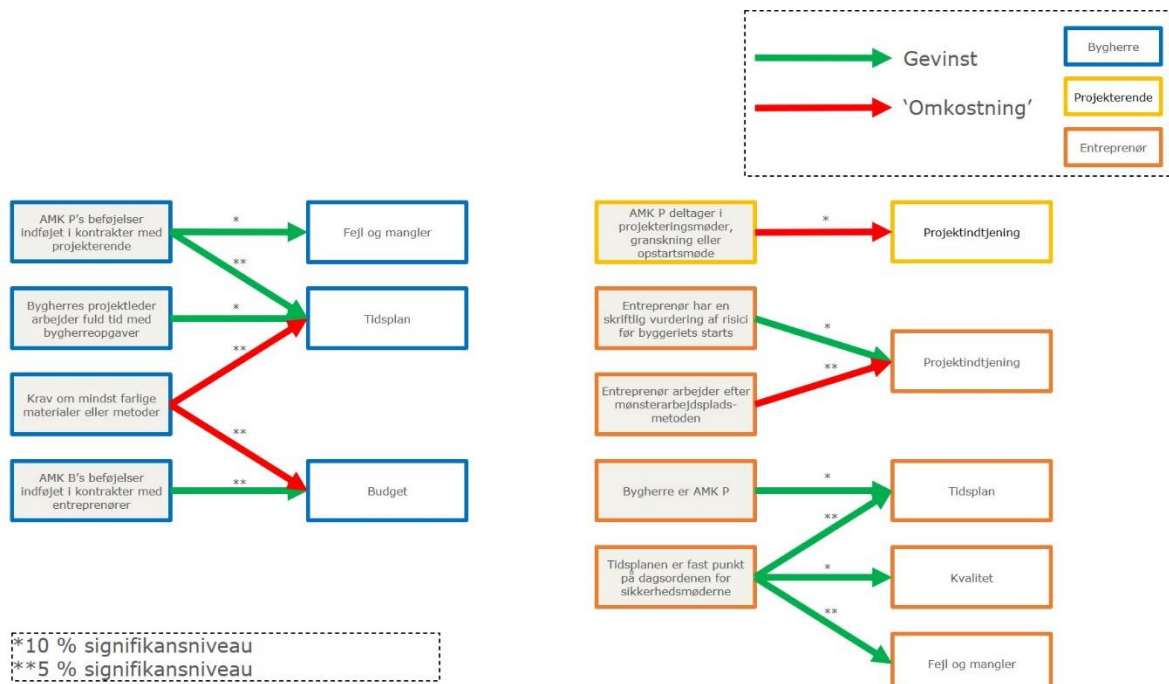 Gevinst
'Omkostning'
Bygherre
Projekterende
Entreprenør
AMK P's beføjelser
indføjet i kontrakter med
projekterende
*
**
Fejl og mangler
Bygherres projektleder
arbejder fuld tid med
bygherreopgaver
*
Tidsplan
Krav om mindst farlige
materialer eller metoder
**
**
AMK B's beføjelser
indføjet i kontrakter med
entreprenører
**
Budget
*10 % signifikansniveau
**5 % signifikansniveau
AMK P deltager i
projekteringsmøder,
granskning eller
opstartsmøde
*
Projektindtjening
Entreprenør har en
skriftlig vurdering af risici
før byggeriets starts
*
Projektindtjening
Entreprenør arbejder efter
mønsterarbejdsplads-
metoden
**
Bygherre er AMK P
*
Tidsplan
Tidsplanen er fast punkt
på dagsordenen for
sikkerhedsmøderne
**
*
Kvalitet
**
Fejl og mangler